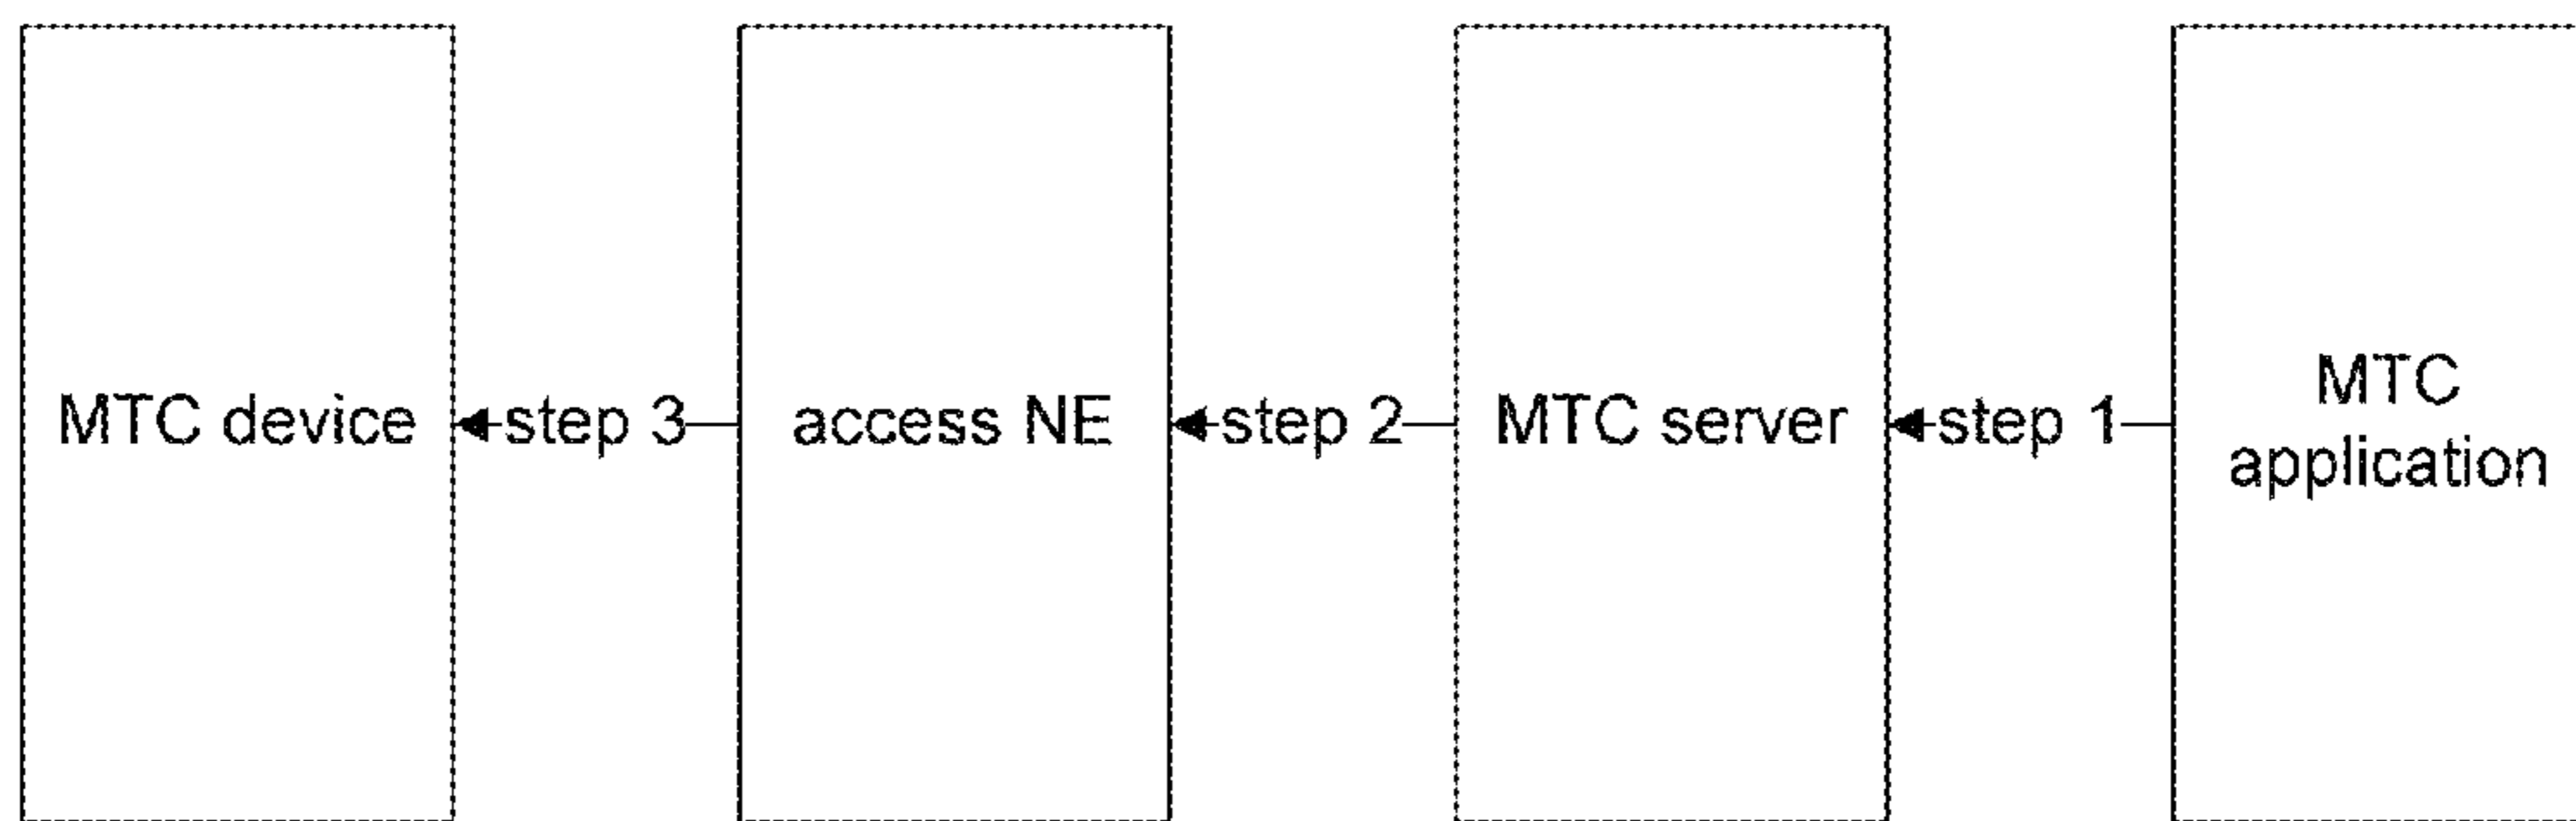 MTC device
step 3
access NE
step 2
MTC server
step 1
MTC
application